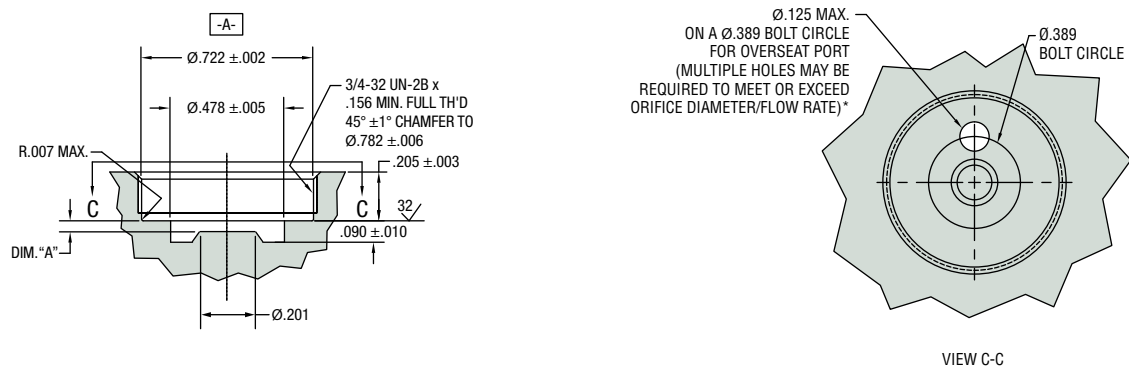 -A-
Ø.722 ±.002
Ø.478 ±.005
3/4-32 UN-2B x
.156 MIN. FULL TH'D
45° ±1° CHAMFER TO
Ø.782 ±.006
R.007 MAX.
.205 ±.003
C
C
32
.090 ±.010
DIM."A"
Ø.201
Ø.125 MAX.
ON A Ø.389 BOLT CIRCLE
FOR OVERSEAT PORT
(MULTIPLE HOLES MAY BE
REQUIRED TO MEET OR EXCEED
ORIFICE DIAMETER/FLOW RATE)*
Ø.389
BOLT CIRCLE
VIEW C-C